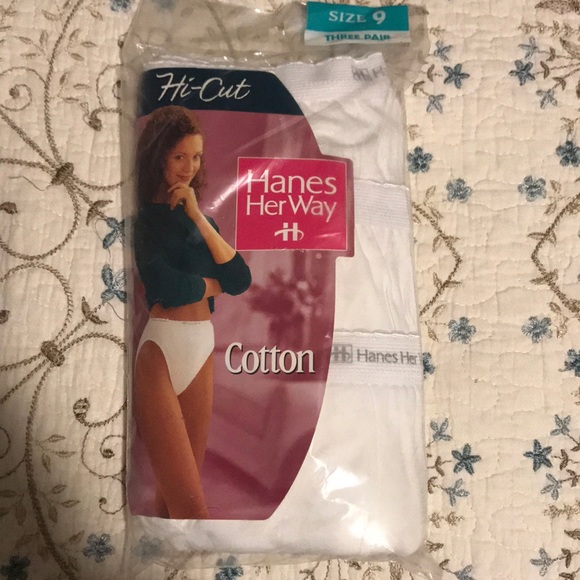 SIZE 9
THREE PAIR
Hi-Cut
Hanes
Her Way
H
Cotton
H Hanes Her